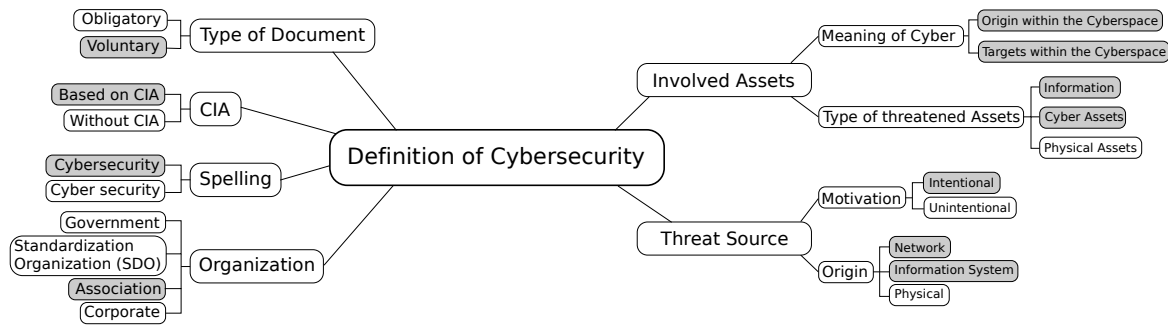 Definition of Cybersecurity
Type of Document
Obligatory
Voluntary
CIA
Based on CIA
Without CIA
Spelling
Cybersecurity
Cyber security
Organization
Government
Standardization
Organization (SDO)
Association
Corporate
Involved Assets
Meaning of Cyber
Origin within the Cyberspace
Targets within the Cyberspace
Type of threatened Assets
Information
Cyber Assets
Physical Assets
Threat Source
Motivation
Intentional
Unintentional
Origin
Network
Information System
Physical